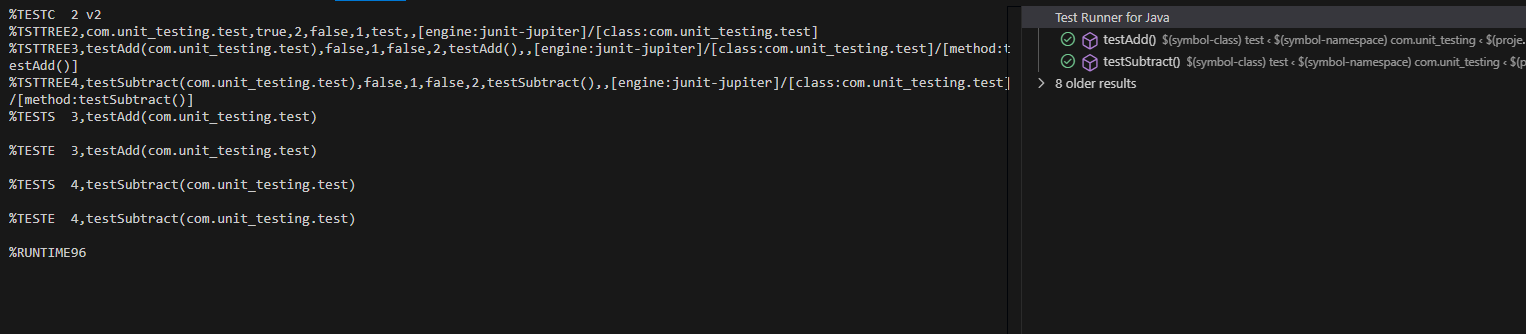 %TESTC  2 v2
%TSTTREE2,com.unit_testing.test,true,2,false,1,test,,[engine:junit-jupiter]/[class:com.unit_testing.test]
%TSTTREE3,testAdd(com.unit_testing.test),false,1,false,2,testAdd(),,[engine:junit-jupiter]/[class:com.unit_testing.test]/[method:t
estAdd()]
%TSTTREE4,testSubtract(com.unit_testing.test),false,1,false,2,testSubtract(),,[engine:junit-jupiter]/[class:com.unit_testing.test]
/[method:testSubtract()]
%TESTS  3,testAdd(com.unit_testing.test)
%TESTE  3,testAdd(com.unit_testing.test)
%TESTS  4,testSubtract(com.unit_testing.test)
%TESTE  4,testSubtract(com.unit_testing.test)
%RUNTIME96
Test Runner for Java
testAdd() $(symbol-class) test < $(symbol-namespace) com.unit_testing < $(proje...
testSubtract() $(symbol-class) test < $(symbol-namespace) com.unit_testing < $(p
8 older results